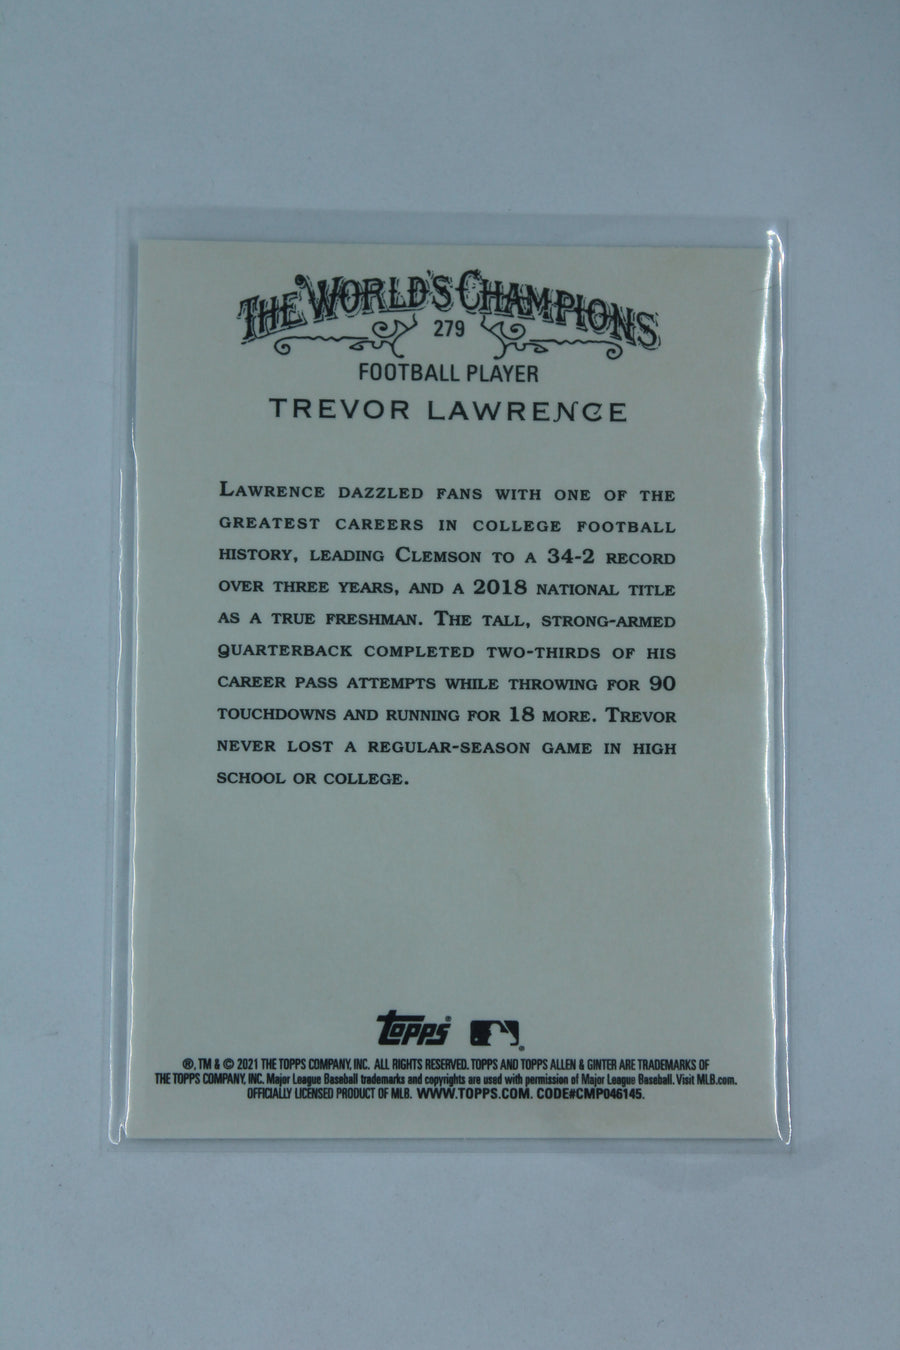 THE WORLD'S CHAMPIONS
279
FOOTBALL PLAYER
TREVOR LAWRENCE
LAWRENCE DAZZLED FANS WITH ONE OF THE
GREATEST CAREERS IN COLLEGE FOOTBALL
HISTORY, LEADING CLEMSON TO A 34-2 RECORD
OVER THREE YEARS, AND A 2018 NATIONAL TITLE
AS A TRUE FRESHMAN. THE TALL, STRONG-ARMED
QUARTERBACK COMPLETED TWO-THIRDS OF HIS
CAREER PASS ATTEMPTS WHILE THROWING FOR 90
TOUCHDOWNS AND RUNNING FOR 18 MORE. TREVOR
NEVER LOST A REGULAR-SEASON GAME IN HIGH
SCHOOL OR COLLEGE.
Topps®
®, TM & © 2021 THE TOPPS COMPANY, INC. ALL RIGHTS RESERVED. TOPPS AND TOPPS ALLEN & GINTER ARE TRADEMARKS OF
THE TOPPS COMPANY, INC. Major League Baseball trademarks and copyrights are used with permission of Major League Baseball. Visit MLB.com.
OFFICIALLY LICENSED PRODUCT OF MLB. WWW.TOPPS.COM. CODE#CMP046145.